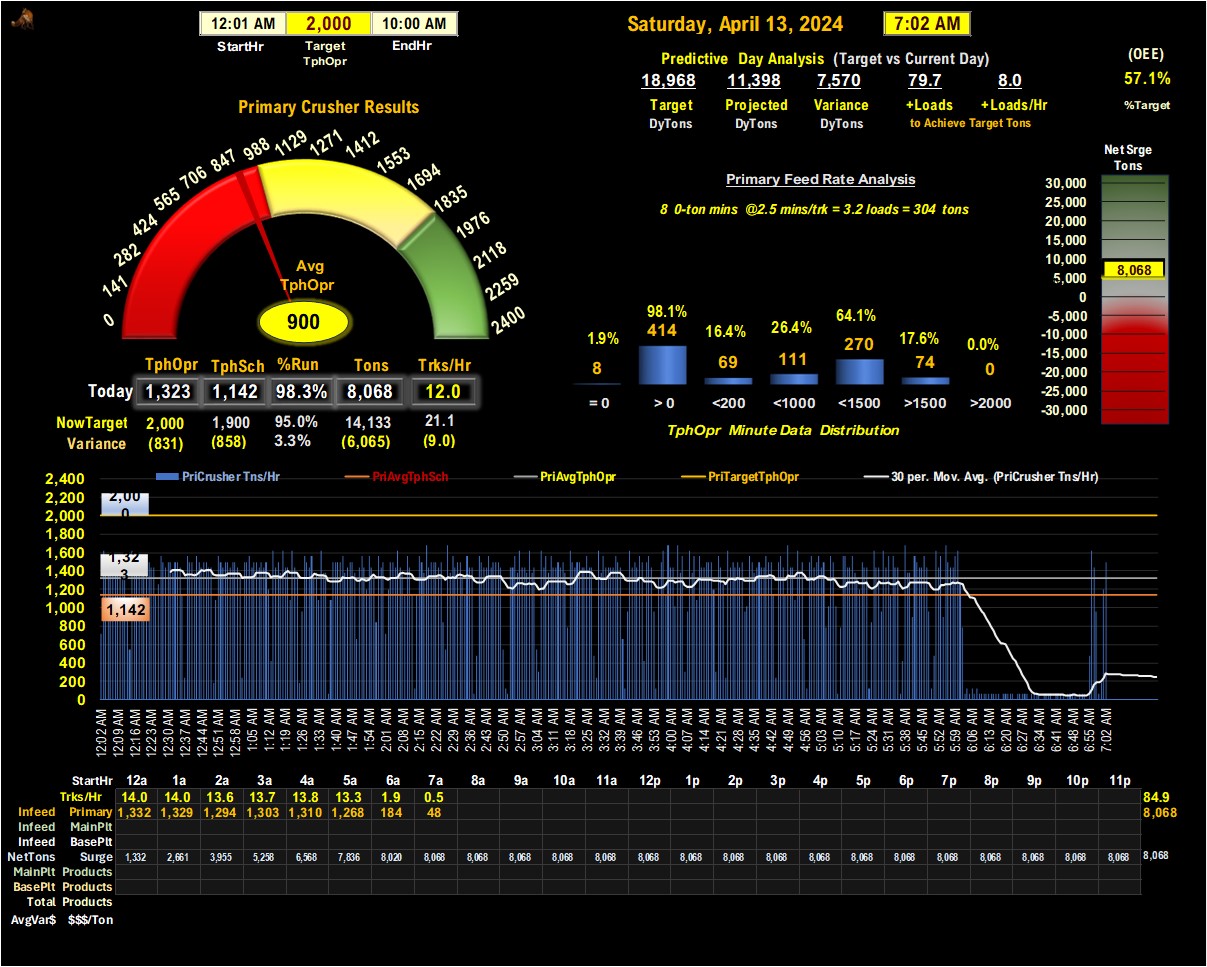 12:01 AM 2,000 10:00 AM
StartHr Target TphOpr EndHr
Saturday, April 13, 2024 7:02 AM
Predictive Day Analysis (Target vs Current Day)
18,968 11,398 7,570 79.7 8.0
Target Projected Variance +Loads +Loads/Hr
DyTons DyTons DyTons to Achieve Target Tons
(OEE)
57.1%
%Target
Primary Crusher Results
0 141 282 424 565 706 847 988 1129 1271 1412 1553 1694 1835 1976 2118 2259 2400
Avg
TphOpr
900
TphOpr TphSch %Run Tons Trks/Hr
Today 1,323 1,142 98.3% 8,068 12.0
NowTarget 2,000 1,900 95.0% 14,133 21.1
Variance (831) (858) 3.3% (6,065) (9.0)
Primary Feed Rate Analysis
8 0-ton mins @2.5 mins/trk = 3.2 loads = 304 tons
1.9% 98.1% 16.4% 26.4% 64.1% 17.6% 0.0%
8 414 69 111 270 74 0
= 0 > 0 <200 <1000 <1500 >1500 >2000
TphOpr Minute Data Distribution
Net Srge
Tons
30,000
25,000
20,000
15,000
10,000
8,068
5,000
0
-5,000
-10,000
-15,000
-20,000
-25,000
-30,000
PriCrusher Tns/Hr PriAvgTphSch PriAvgTphOpr PriTargetTphOpr 30 per. Mov. Avg. (PriCrusher Tns/Hr)
2,400
2,200
2,000
1,800
1,600
1,400
1,200
1,000
800
600
400
200
0
2,00
0
1,32
3
1,142
12:02 AM 12:09 AM 12:16 AM 12:23 AM 12:30 AM 12:37 AM 12:44 AM 12:51 AM 12:58 AM 1:05 AM 1:12 AM 1:19 AM 1:26 AM 1:33 AM 1:40 AM 1:47 AM 1:54 AM 2:01 AM 2:08 AM 2:15 AM 2:22 AM 2:29 AM 2:36 AM 2:43 AM 2:50 AM 2:57 AM 3:04 AM 3:11 AM 3:18 AM 3:25 AM 3:32 AM 3:39 AM 3:46 AM 3:53 AM 4:00 AM 4:07 AM 4:14 AM 4:21 AM 4:28 AM 4:35 AM 4:42 AM 4:49 AM 4:56 AM 5:03 AM 5:10 AM 5:17 AM 5:24 AM 5:31 AM 5:38 AM 5:45 AM 5:52 AM 5:59 AM 6:06 AM 6:13 AM 6:20 AM 6:27 AM 6:34 AM 6:41 AM 6:48 AM 6:55 AM 7:02 AM
StartHr 12a 1a 2a 3a 4a 5a 6a 7a 8a 9a 10a 11a 12p 1p 2p 3p 4p 5p 6p 7p 8p 9p 10p 11p
Trks/Hr 14.0 14.0 13.6 13.7 13.8 13.3 1.9 0.5 84.9
Infeed Primary 1,332 1,329 1,294 1,303 1,310 1,268 184 48 8,068
Infeed MainPlt
Infeed BasePlt
NetTons Surge 1,332 2,661 3,955 5,258 6,568 7,836 8,020 8,068 8,068 8,068 8,068 8,068 8,068 8,068 8,068 8,068 8,068 8,068 8,068 8,068 8,068 8,068 8,068 8,068 8,068
MainPlt Products
BasePlt Products
Total Products
AvgVar$ $$$/Ton